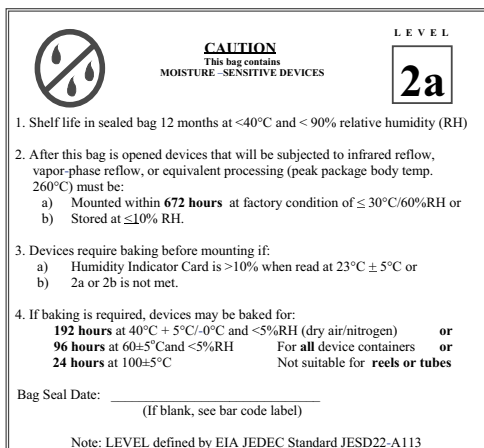 LEVEL
CAUTION
This bag contains
MOISTURE –SENSITIVE DEVICES
2a
1. Shelf life in sealed bag 12 months at <40°C and < 90% relative humidity (RH)
2. After this bag is opened devices that will be subjected to infrared reflow,
vapor-phase reflow, or equivalent processing (peak package body temp.
260°C) must be:
a) Mounted within 672 hours at factory condition of ≤ 30°C/60%RH or
b) Stored at ≤10% RH.
3. Devices require baking before mounting if:
a) Humidity Indicator Card is >10% when read at 23°C ± 5°C or
b) 2a or 2b is not met.
4. If baking is required, devices may be baked for:
192 hours at 40°C + 5°C/-0°C and <5%RH (dry air/nitrogen) or
96 hours at 60±5°Cand <5%RH For all device containers or
24 hours at 100±5°C Not suitable for reels or tubes
Bag Seal Date: ________________________________
(If blank, see bar code label)
Note: LEVEL defined by EIA JEDEC Standard JESD22-A113